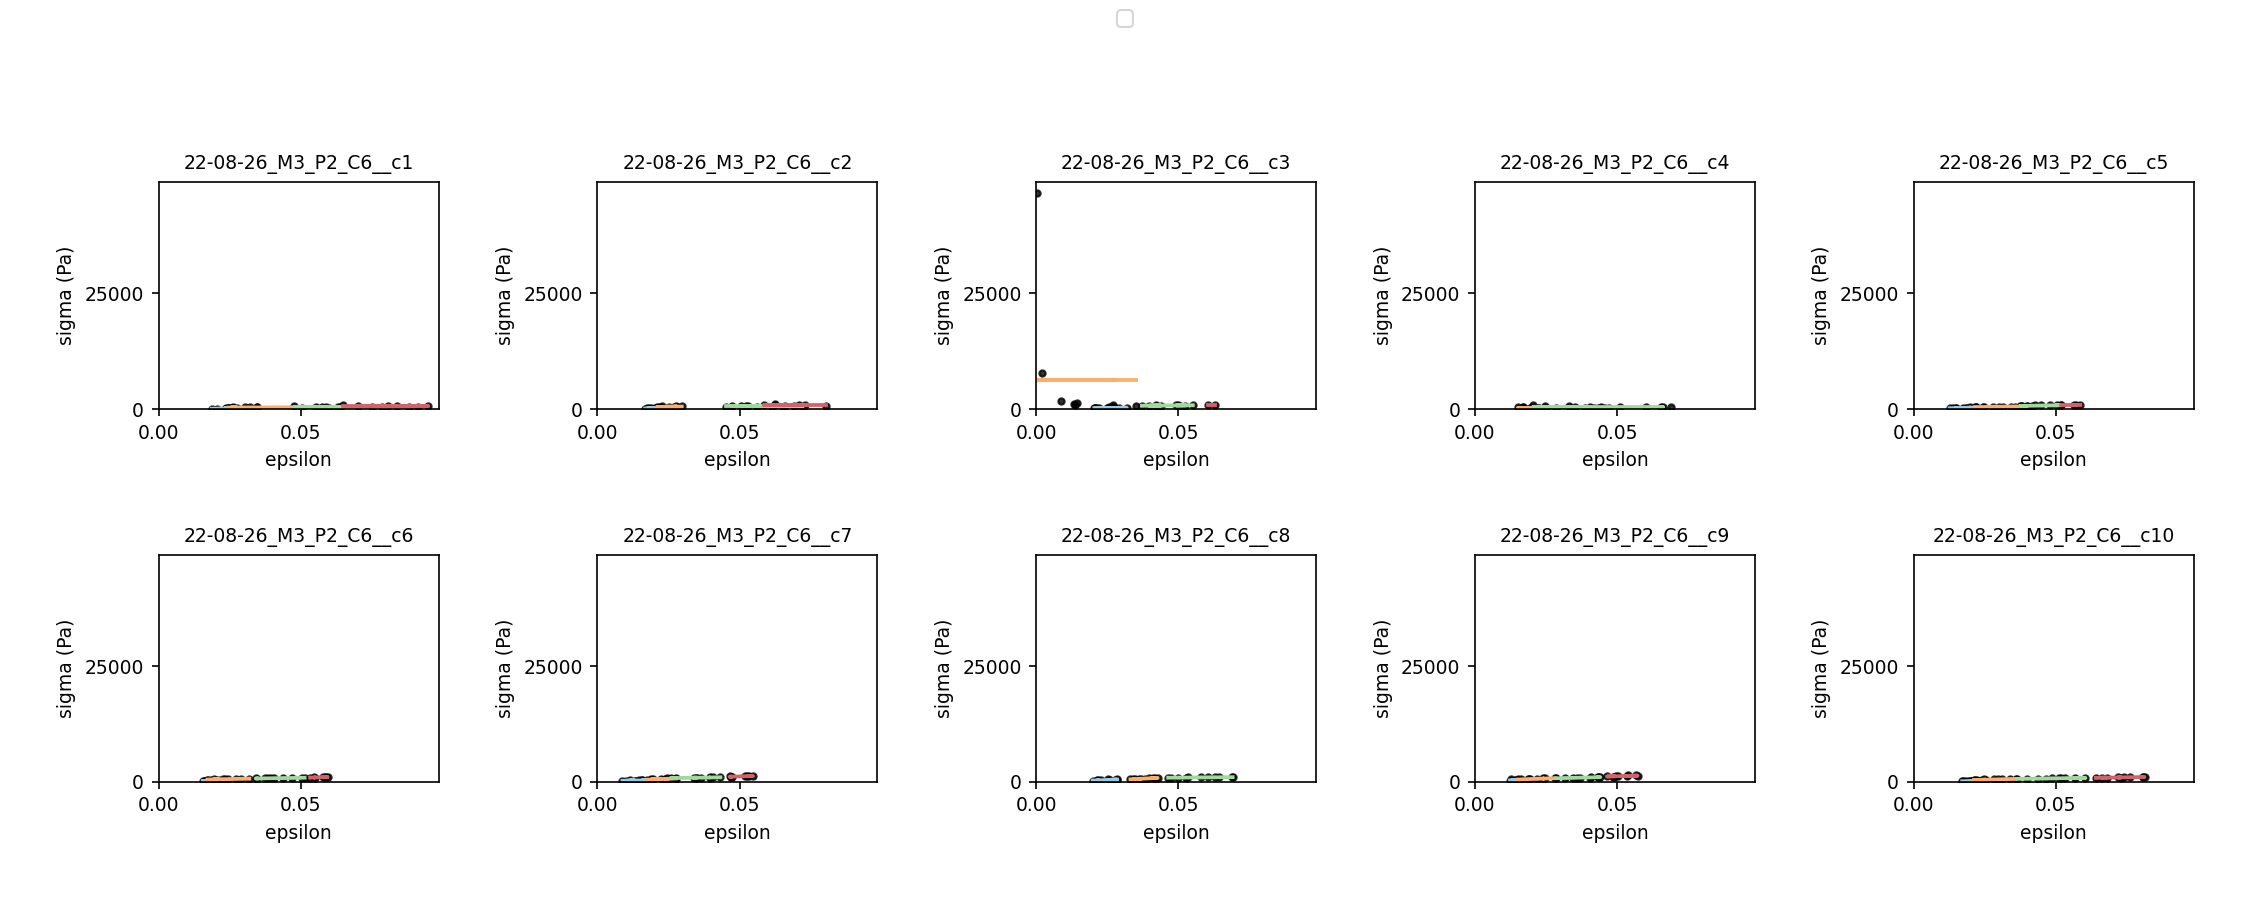 22-08-26_M3_P2_C6__c1
22-08-26_M3_P2_C6__c2
22-08-26_M3_P2_C6__c3
22-08-26_M3_P2_C6__c4
22-08-26_M3_P2_C6__c5
sigma (Pa)
25000
0
0.00
0.05
epsilon
sigma (Pa)
25000
0
0.00
0.05
epsilon
sigma (Pa)
25000
0
0.00
0.05
epsilon
sigma (Pa)
25000
0
0.00
0.05
epsilon
sigma (Pa)
25000
0
0.00
0.05
epsilon
22-08-26_M3_P2_C6__c6
22-08-26_M3_P2_C6__c7
22-08-26_M3_P2_C6__c8
22-08-26_M3_P2_C6__c9
22-08-26_M3_P2_C6__c10
sigma (Pa)
25000
0
0.00
0.05
epsilon
sigma (Pa)
25000
0
0.00
0.05
epsilon
sigma (Pa)
25000
0
0.00
0.05
epsilon
sigma (Pa)
25000
0
0.00
0.05
epsilon
sigma (Pa)
25000
0
0.00
0.05
epsilon